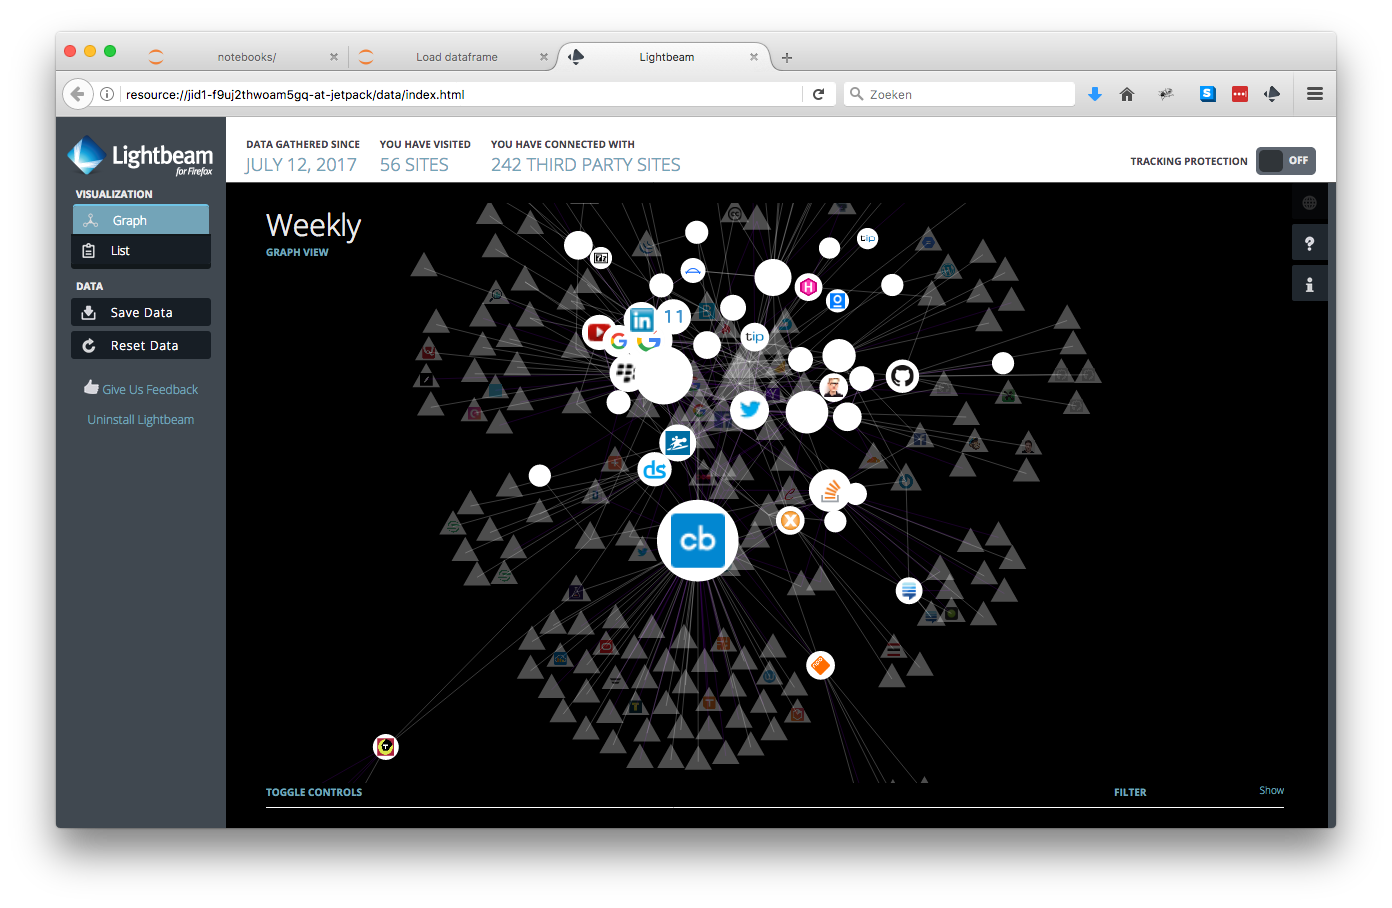 notebooks/
Load dataframe
Lightbeam
resource://jid1-f9uj2thwoam5gq-at-jetpack/data/index.html
Zoeken
S
Lightbeam
for Firefox
DATA GATHERED SINCE
JULY 12, 2017
YOU HAVE VISITED
56 SITES
YOU HAVE CONNECTED WITH
242 THIRD PARTY SITES
TRACKING PROTECTION
OFF
VISUALIZATION
Graph
List
DATA
Save Data
Reset Data
Give Us Feedback
Uninstall Lightbeam
Weekly
GRAPH VIEW
?
i
tip
H
in
11
G
tip
ds
cb
TOGGLE CONTROLS
FILTER
Show